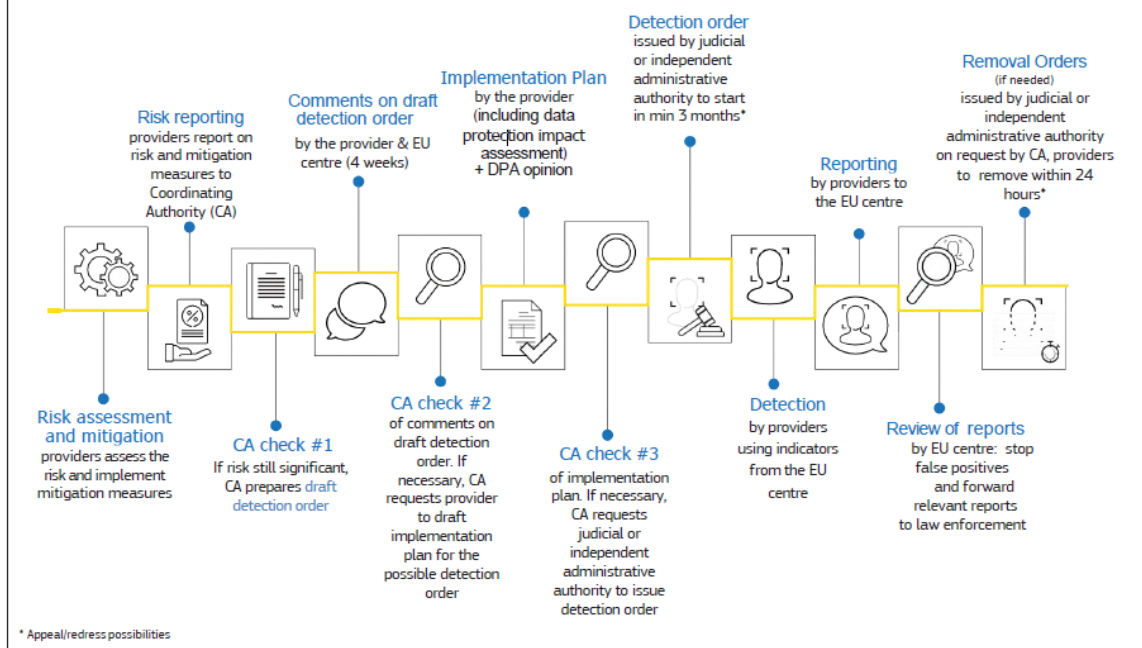 Risk assessment
and mitigation
providers assess the
risk and implement
mitigation measures
Risk reporting
providers report on
risk and mitigation
measures to
Coordinating
Authority (CA)
CA check #1
If risk still significant,
CA prepares draft
detection order
Comments on draft
detection order
by the provider & EU
centre (4 weeks)
CA check #2
of comments on
draft detection
order. If
necessary, CA
requests provider
to draft
implementation
plan for the
possible detection
order
Implementation Plan
by the provider
(including data
protection impact
assessment)
+ DPA opinion
CA check #3
of implementation
plan. If necessary,
CA requests
judicial or
independent
administrative
authority to issue
detection order
Detection order
issued by judicial
or independent
administrative
authority to start
in min 3 months*
Detection
by providers
using indicators
from the EU
centre
Reporting
by providers to
the EU centre
Review of reports
by EU centre: stop
false positives
and forward
relevant reports
to law enforcement
Removal Orders
(if needed)
issued by judicial or
independent
administrative authority
on request by CA, providers
to remove within 24
hours*
* Appeal/redress possibilities